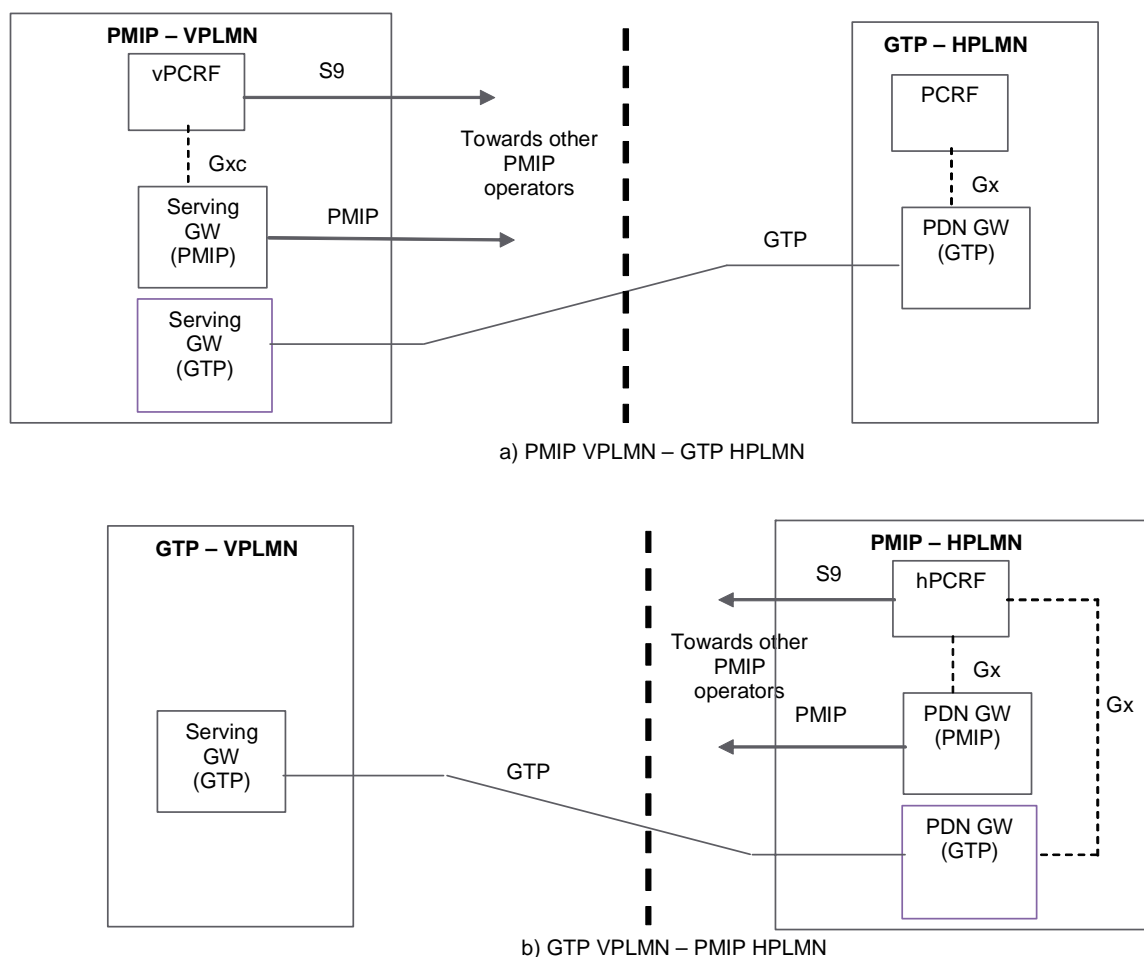 PMIP – VPLMN
vPCRF
S9
Gxc
Towards other
PMIP
operators
Serving
GW
(PMIP)
PMIP
Serving
GW
(GTP)
GTP
GTP – HPLMN
PCRF
Gx
PDN GW
(GTP)
a) PMIP VPLMN – GTP HPLMN
GTP – VPLMN
Serving
GW
(GTP)
GTP
PMIP – HPLMN
S9
hPCRF
Towards other
PMIP
operators
Gx
Gx
PMIP
PDN GW
(PMIP)
PDN GW
(GTP)
b) GTP VPLMN – PMIP HPLMN